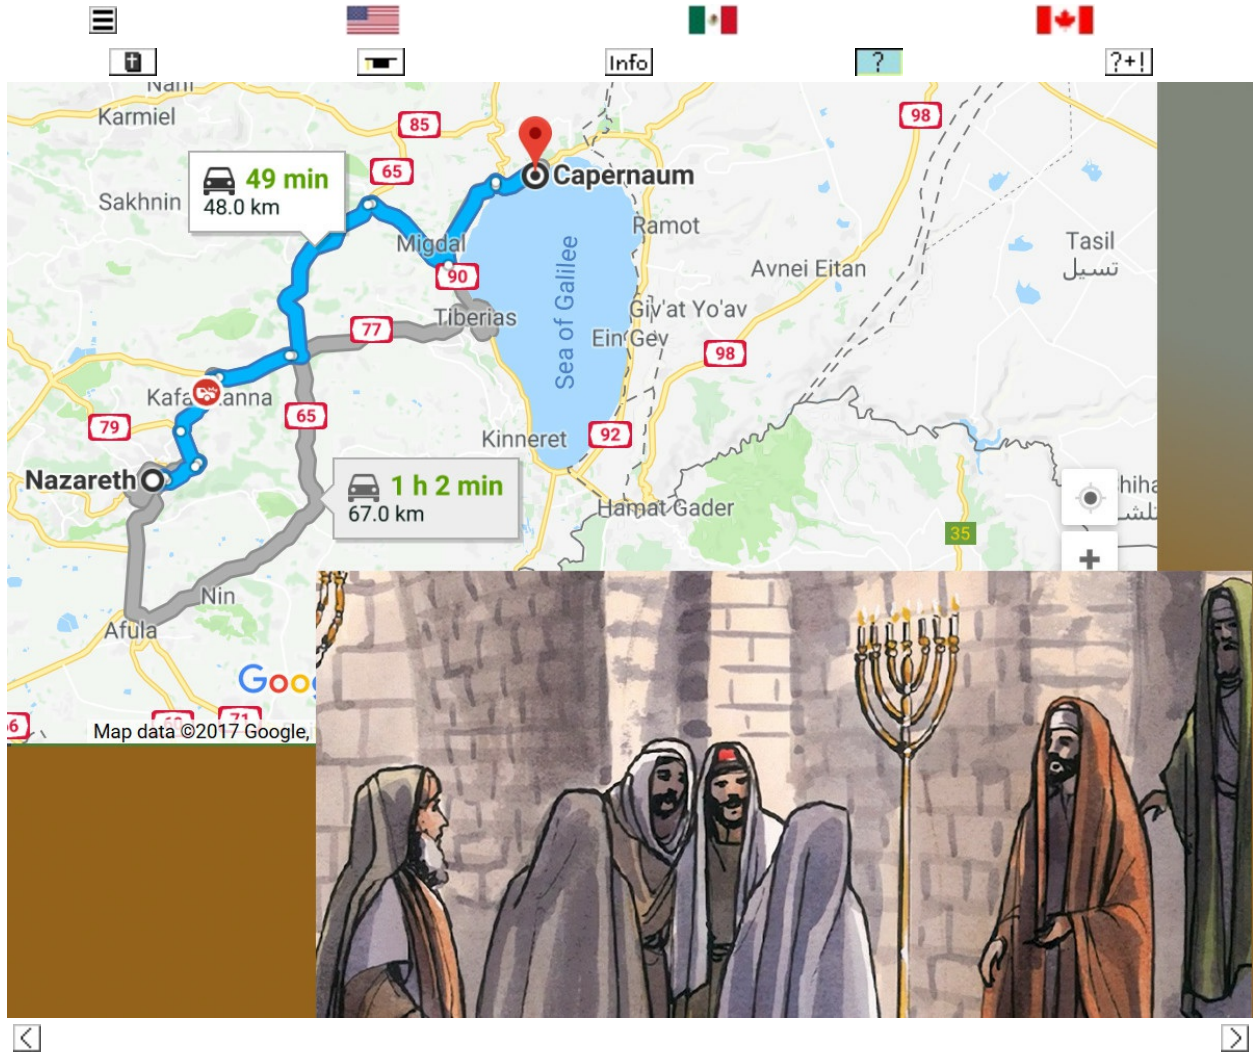 Info
?
?+!
Nahf
Karmiel
85
98
65
49 min
48.0 km
Capernaum
Sakhnin
Ramot
Migdal
Tasil
تسيل
Avnei Eitan
90
Sea of Galilee
Giv'at Yo'av
Tiberias
77
Ein Gev
98
65
79
Kinneret
92
Nazareth
1 h 2 min
67.0 km
Hamat Gader
35
Nin
Afula
71
Map data ©2017 Google,